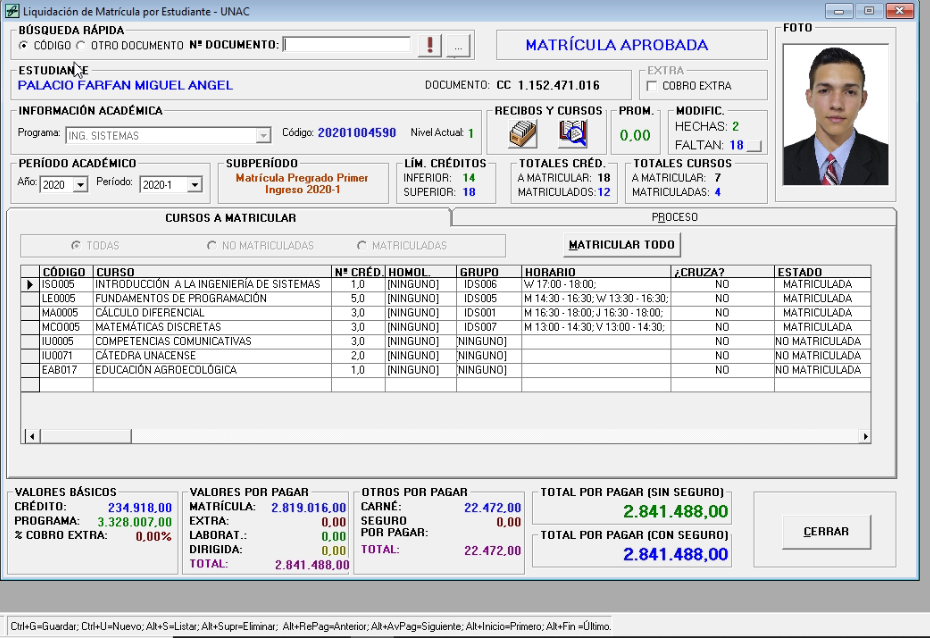 Liquidación de Matrícula por Estudiante - UNAC
BÚSQUEDA RÁPIDA
CÓDIGO OTRO DOCUMENTO Nº DOCUMENTO: ! ...
MATRÍCULA APROBADA
FOTO
ESTUDIANTE
PALACIO FARFAN MIGUEL ANGEL DOCUMENTO: CC 1.152.471.016
EXTRA
COBRO EXTRA
INFORMACIÓN ACADÉMICA
Programa: ING. SISTEMAS Código: 20201004590 Nivel Actual: 1
RECIBOS Y CURSOS
PROM.
0,00
MODIFIC.
HECHAS: 2
FALTAN: 18
PERÍODO ACADÉMICO
Año: 2020 Período: 2020-1
SUBPERÍODO
Matrícula Pregrado Primer
Ingreso 2020-1
LÍM. CRÉDITOS
INFERIOR: 14
SUPERIOR: 18
TOTALES CRÉD.
A MATRICULAR: 18
MATRICULADOS: 12
TOTALES CURSOS
A MATRICULAR: 7
MATRICULADAS: 4
CURSOS A MATRICULAR PROCESO
TODAS NO MATRICULADAS MATRICULADAS MATRICULAR TODO
CÓDIGO CURSO Nº CRÉD. HOMOL. GRUPO HORARIO ¿CRUZA? ESTADO
ISO005 INTRODUCCIÓN A LA INGENIERÍA DE SISTEMAS 1,0 [NINGUNO] IDS006 W 17:00 - 18:00; NO MATRICULADA
LE0005 FUNDAMENTOS DE PROGRAMACIÓN 5,0 [NINGUNO] IDS005 M 14:30 - 16:30; W 13:30 - 16:30; NO MATRICULADA
MA0005 CÁLCULO DIFERENCIAL 3,0 [NINGUNO] IDS001 M 16:30 - 18:00; J 16:30 - 18:00; NO MATRICULADA
MCO005 MATEMÁTICAS DISCRETAS 3,0 [NINGUNO] IDS007 M 13:00 - 14:30; V 13:00 - 14:30; NO MATRICULADA
IU0005 COMPETENCIAS COMUNICATIVAS 3,0 [NINGUNO] [NINGUNO] NO NO MATRICULADA
IU0071 CÁTEDRA UNACENSE 2,0 [NINGUNO] [NINGUNO] NO NO MATRICULADA
EAB017 EDUCACIÓN AGROECOLÓGICA 1,0 [NINGUNO] [NINGUNO] NO NO MATRICULADA
VALORES BÁSICOS
CRÉDITO: 234.918,00
PROGRAMA: 3.328.007,00
% COBRO EXTRA: 0,00%
VALORES POR PAGAR
MATRÍCULA: 2.819.016,00
EXTRA: 0,00
LABORAT.: 0,00
DIRIGIDA: 0,00
TOTAL: 2.841.488,00
OTROS POR PAGAR
CARNÉ: 22.472,00
SEGURO 0,00
POR PAGAR:
TOTAL: 22.472,00
TOTAL POR PAGAR (SIN SEGURO)
2.841.488,00
TOTAL POR PAGAR (CON SEGURO)
2.841.488,00
CERRAR
Ctrl+G=Guardar; Ctrl+U=Nuevo; Alt+S=Listar; Alt+Supr=Eliminar; Alt+RePag=Anterior; Alt+AvPag=Siguiente; Alt+Inicio=Primero; Alt+Fin =Último.